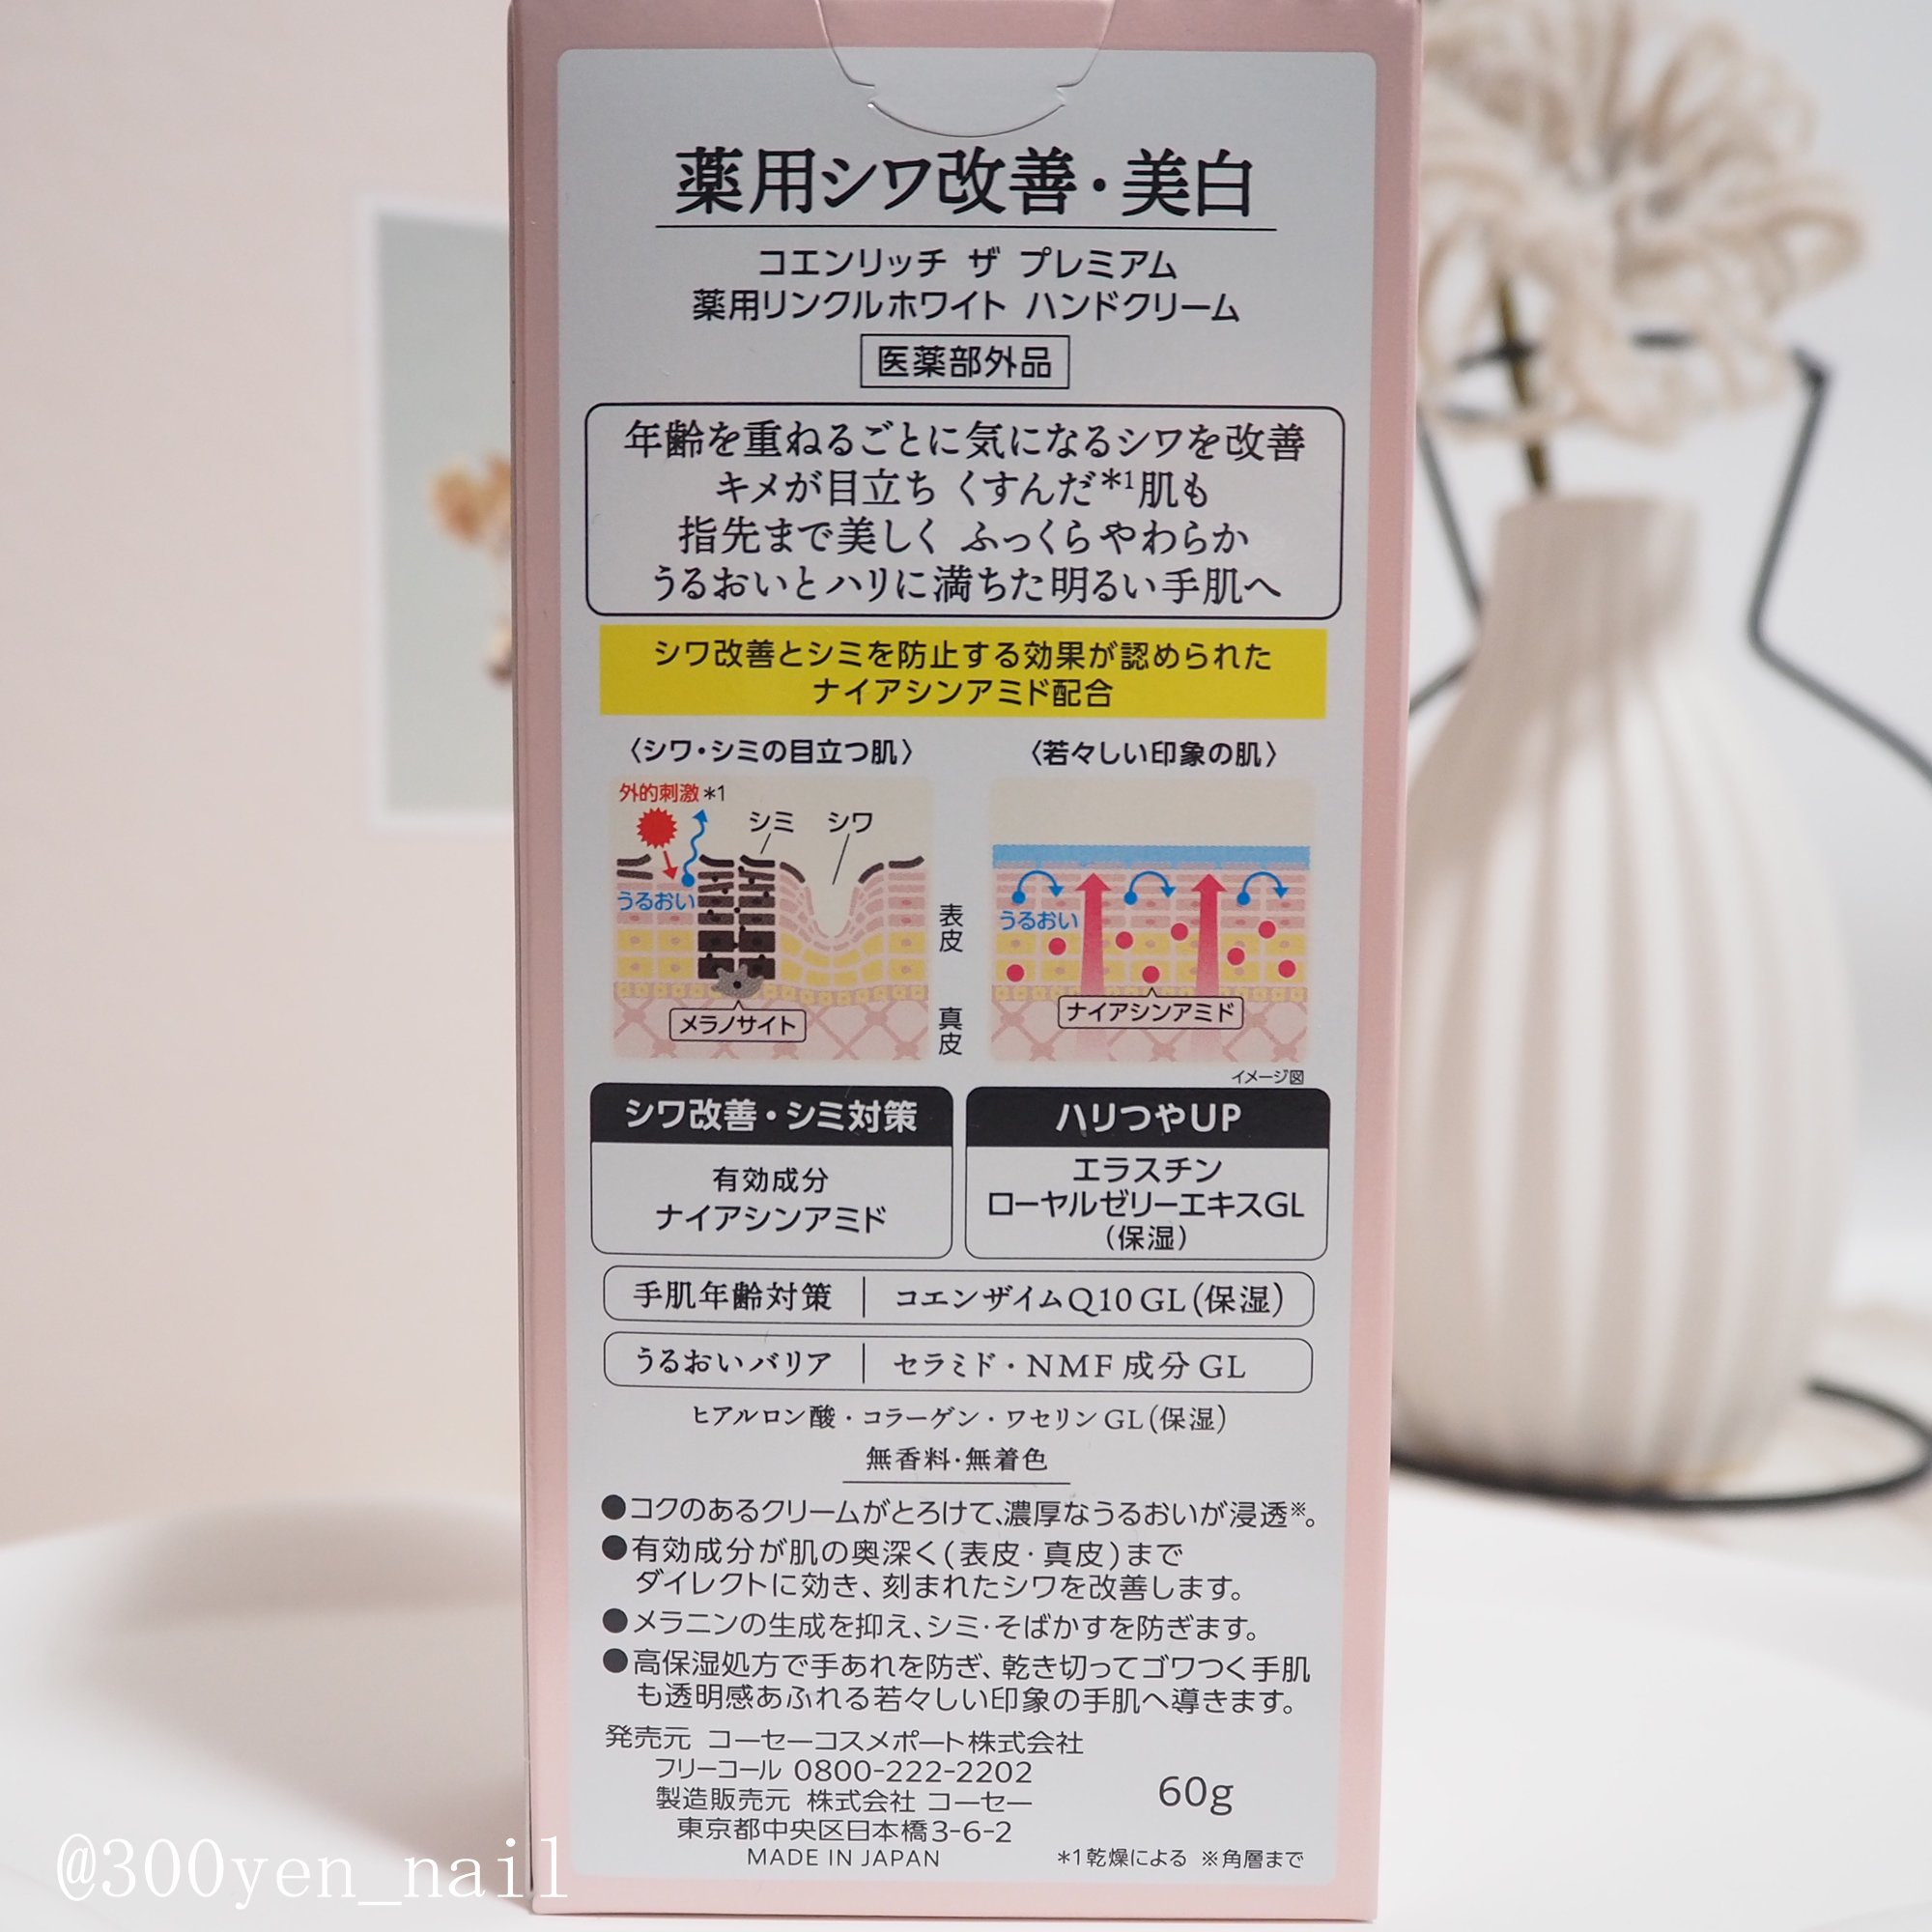 薬用シワ改善・美白
コエンリッチ ザ プレミアム
薬用リンクルホワイト ハンドクリーム
医薬部外品
年齢を重ねるごとに気になるシワを改善
キメが目立ち くすんだ*1肌も
指先まで美しく ふっくらやわらか
うるおいとハリに満ちた明るい手肌へ
シワ改善とシミを防止する効果が認められた
ナイアシンアミド配合
〈シワ・シミの目立つ肌〉
外的刺激*1
シミ
シワ
うるおい
メラノサイト
表皮
真皮
〈若々しい印象の肌〉
うるおい
ナイアシンアミド
イメージ図
シワ改善・シミ対策
有効成分
ナイアシンアミド
ハリつやUP
エラスチン
ローヤルゼリーエキスGL
(保湿)
手肌年齢対策 | コエンザイムQ10 GL(保湿)
うるおいバリア | セラミド・NMF成分GL
ヒアルロン酸・コラーゲン・ワセリンGL(保湿)
無香料・無着色
●コクのあるクリームがとろけて、濃厚なうるおいが浸透※。
●有効成分が肌の奥深く(表皮・真皮)まで
ダイレクトに効き、刻まれたシワを改善します。
●メラニンの生成を抑え、シミ・そばかすを防ぎます。
●高保湿処方で手あれを防ぎ、乾き切ってゴワつく手肌
も透明感あふれる若々しい印象の手肌へ導きます。
発売元 コーセーコスメポート株式会社
フリーコール 0800-222-2202
製造販売元 株式会社 コーセー
東京都中央区日本橋3-6-2
MADE IN JAPAN
60g
*1乾燥による ※角層まで
@300yen_nail